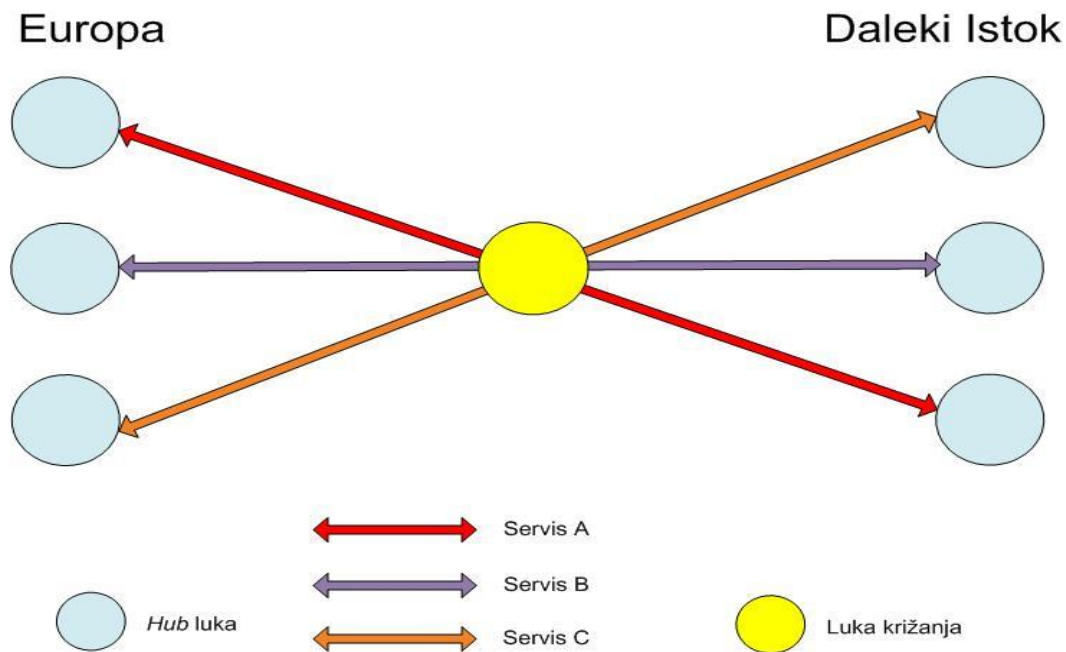 Europa
Daleki Istok
Servis A
Servis B
Hub luka
Servis C
Luka križanja